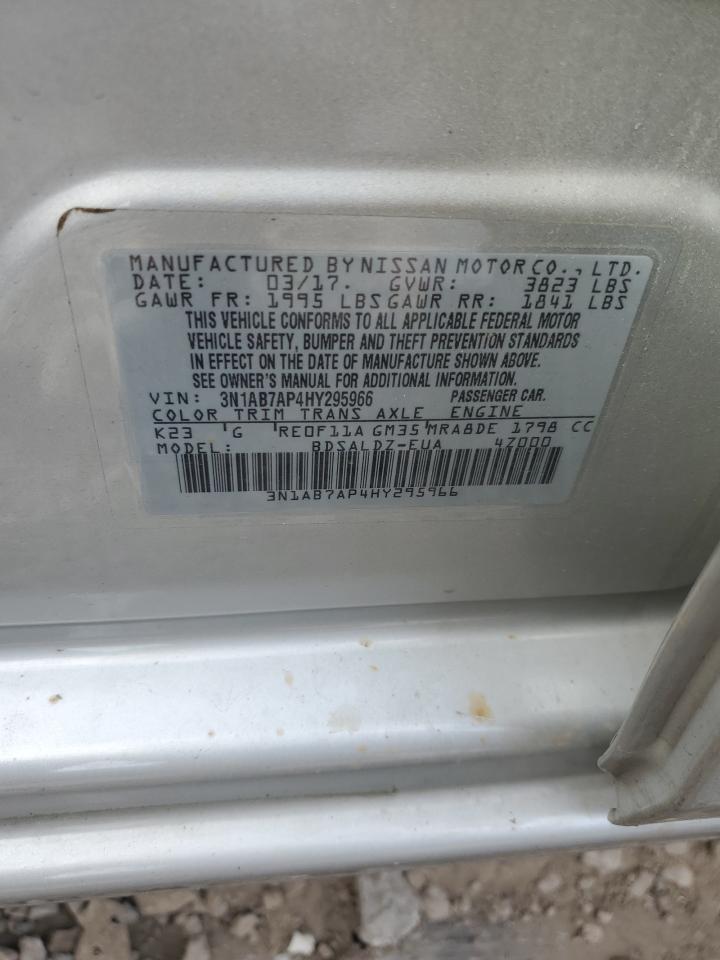 MANUFACTURED BY NISSAN MOTOR CO., LTD.
DATE: 03/17. GVWR: 3823 LBS
GAWR FR: 1995 LBS GAWR RR: 1841 LBS
THIS VEHICLE CONFORMS TO ALL APPLICABLE FEDERAL MOTOR
VEHICLE SAFETY, BUMPER AND THEFT PREVENTION STANDARDS
IN EFFECT ON THE DATE OF MANUFACTURE SHOWN ABOVE.
SEE OWNER'S MANUAL FOR ADDITIONAL INFORMATION.
VIN: 3N1AB7AP4HY295966 PASSENGER CAR.
COLOR TRIM TRANS AXLE ENGINE
K23 G RE0F11A GM35 MRA8DE 1798 CC
MODEL: BDSALDZ-EUA 4Z000
3N1AB7AP4HY295966